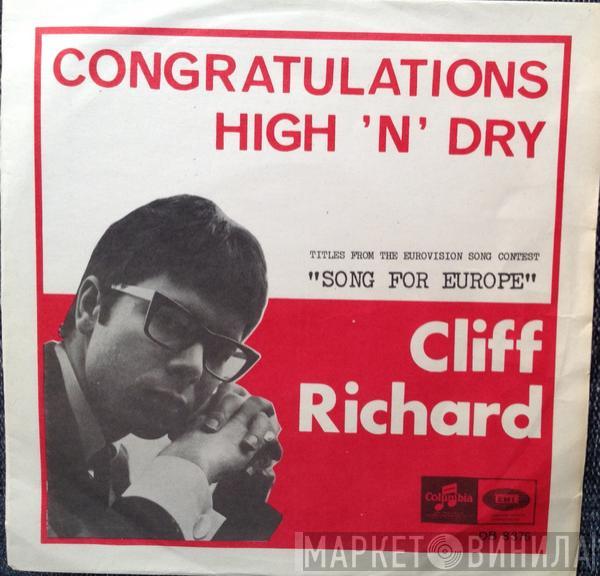 CONGRATULATIONS
HIGH 'N' DRY
TITLES FROM THE EUROVISION SONG CONTEST
"SONG FOR EUROPE"
Cliff
Richard
Columbia
EMI
МАРКЕТ ВИНИЛА